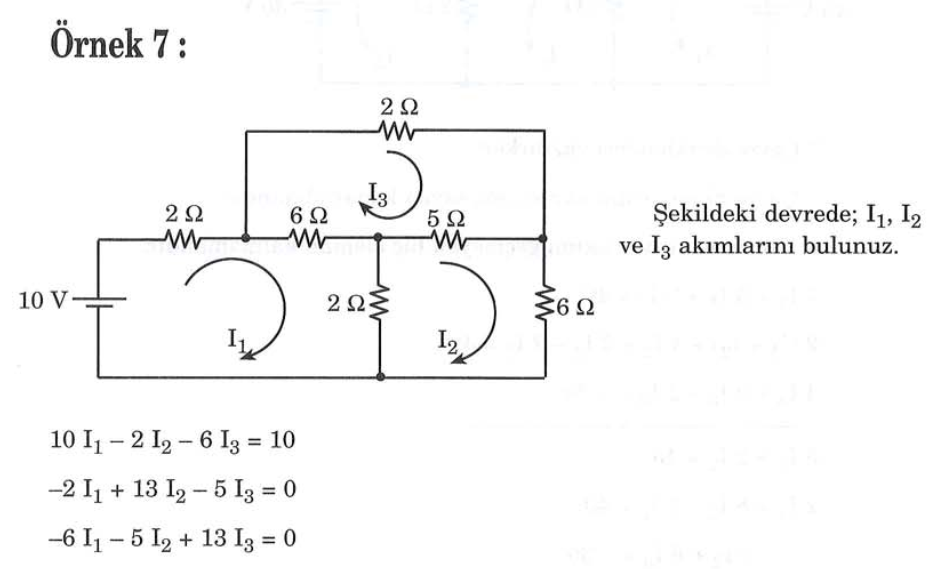 Örnek 7 :
2 Ω
I₃
2 Ω
6 Ω
5 Ω
Şekildeki devrede; I₁, I₂
ve I₃ akımlarını bulunuz.
10 V
2 Ω
6 Ω
I₁
I₂
10 I₁ – 2 I₂ – 6 I₃ = 10
–2 I₁ + 13 I₂ – 5 I₃ = 0
–6 I₁ – 5 I₂ + 13 I₃ = 0